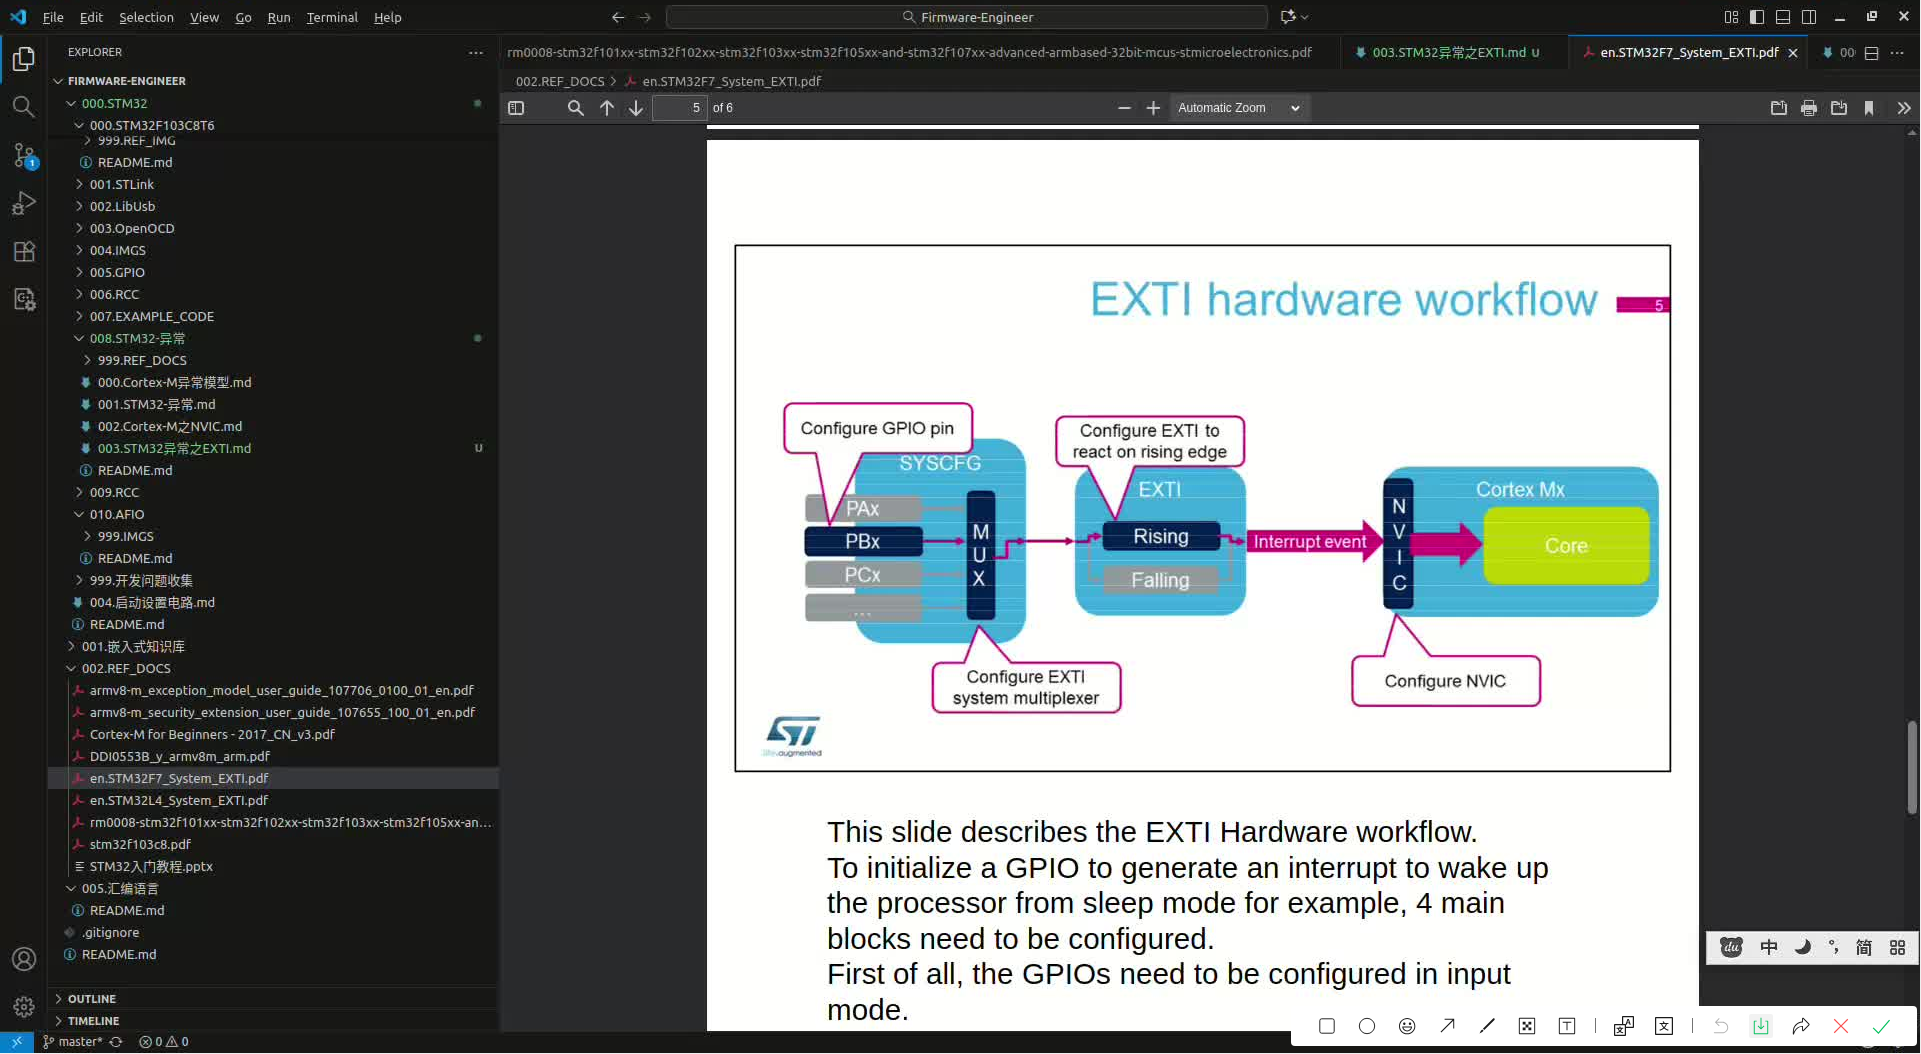 File Edit Selection View Go Run Terminal Help
Firmware-Engineer
EXPLORER
FIRMWARE-ENGINEER
000.STM32
000.STM32F103C8T6
999.REF_IMG
README.md
001.STLink
002.LibUsb
003.OpenOCD
004.IMGS
005.GPIO
006.RCC
007.EXAMPLE_CODE
008.STM32-异常
999.REF_DOCS
000.Cortex-M异常模型.md
001.STM32-异常.md
002.Cortex-M之NVIC.md
003.STM32异常之EXTI.md U
README.md
009.RCC
010.AFIO
999.IMGS
README.md
999.开发问题收集
004.启动设置电路.md
README.md
001.嵌入式知识库
002.REF_DOCS
armv8-m_exception_model_user_guide_107706_0100_01_en.pdf
armv8-m_security_extension_user_guide_107655_100_01_en.pdf
Cortex-M for Beginners - 2017_CN_v3.pdf
DDI0553B_y_armv8m_arm.pdf
en.STM32F7_System_EXTI.pdf
en.STM32L4_System_EXTI.pdf
rm0008-stm32f101xx-stm32f102xx-stm32f103xx-stm32f105xx-an...
stm32f103c8.pdf
STM32入门教程.pptx
005.汇编语言
README.md
.gitignore
README.md
OUTLINE
TIMELINE
1
master* 0 0
rm0008-stm32f101xx-stm32f102xx-stm32f103xx-stm32f105xx-and-stm32f107xx-advanced-armbased-32bit-mcus-stmicroelectronics.pdf
003.STM32异常之EXTI.md U
en.STM32F7_System_EXTI.pdf
00
002.REF_DOCS > en.STM32F7_System_EXTI.pdf
5 of 6
Automatic Zoom
EXTI hardware workflow
5
Configure GPIO pin
SYSCFG
PAx
PBx
PCx
...
MUX
Configure EXTI
system multiplexer
Configure EXTI to
react on rising edge
EXTI
Rising
Falling
Interrupt event
NVIC
Cortex Mx
Core
Configure NVIC
ST
life.augmented
This slide describes the EXTI Hardware workflow.
To initialize a GPIO to generate an interrupt to wake up
the processor from sleep mode for example, 4 main
blocks need to be configured.
First of all, the GPIOs need to be configured in input
mode.
du 中 °, 简